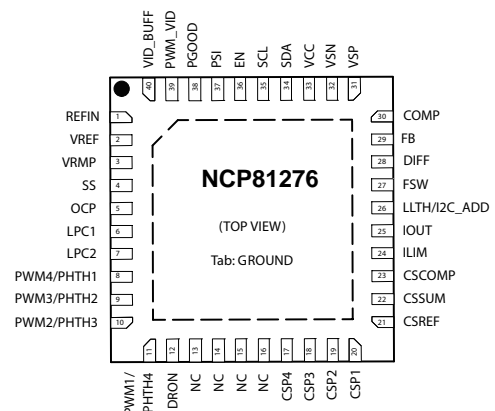 VID_BUFF
PWM_VID
PGOOD
PSI
EN
SCL
SDA
VCC
VSN
VSP
40
39
38
37
36
35
34
33
32
31
REFIN 1
VREF 2
VRMP 3
SS 4
OCP 5
LPC1 6
LPC2 7
PWM4/PHTH1 8
PWM3/PHTH2 9
PWM2/PHTH3 10
NCP81276
(TOP VIEW)
Tab: GROUND
30 COMP
29 FB
28 DIFF
27 FSW
26 LLTH/I2C_ADD
25 IOUT
24 ILIM
23 CSCOMP
22 CSSUM
21 CSREF
11
12
13
14
15
16
17
18
19
20
PWM1/
PHTH4
DRON
NC
NC
NC
NC
CSP4
CSP3
CSP2
CSP1